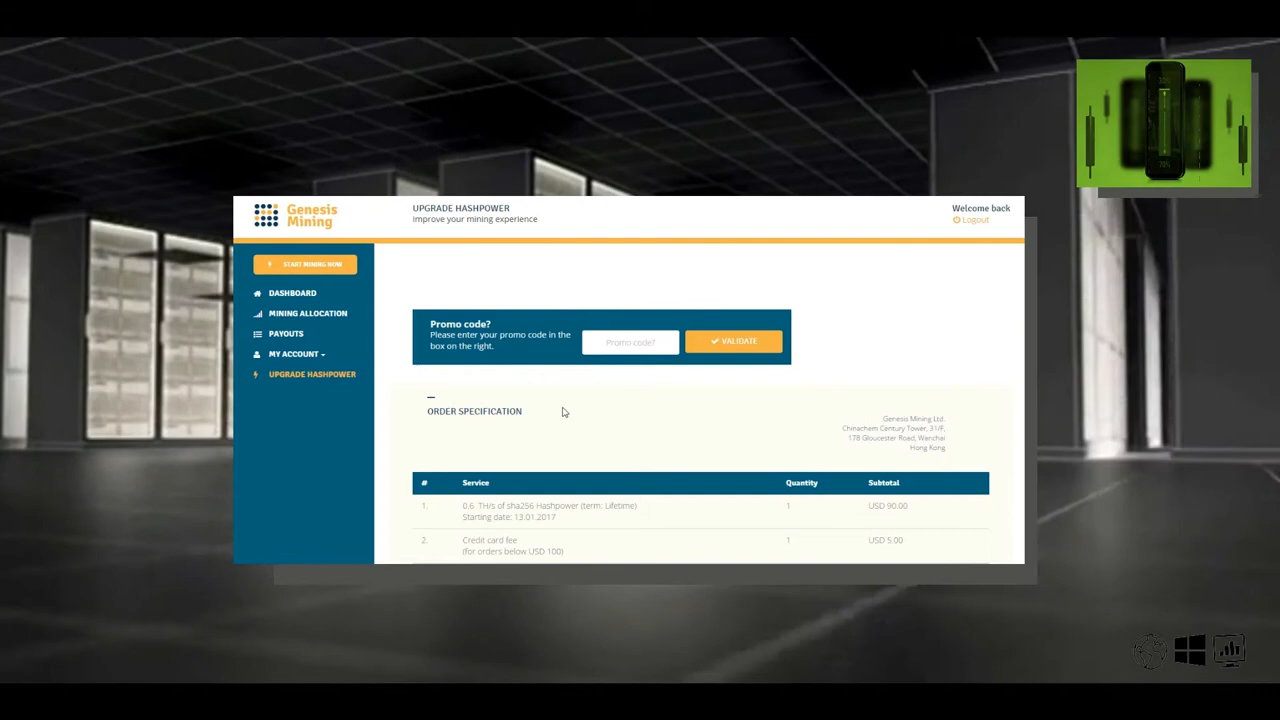 Genesis
Mining
UPGRADE HASHPOWER
Improve your mining experience
Welcome back
Logout
START MINING NOW
DASHBOARD
MINING ALLOCATION
PAYOUTS
MY ACCOUNT
UPGRADE HASHPOWER
Promo code?
Please enter your promo code in the
box on the right.
Promo code?
VALIDATE
ORDER SPECIFICATION
Genesis Mining Ltd.
Chinachem Century Tower, 31/F,
178 Gloucester Road, Wanchai
Hong Kong
# Service Quantity Subtotal
1. 0.6 TH/s of sha256 Hashpower (term: Lifetime) 1 USD 90.00
Starting date: 13.01.2017
2. Credit card fee 1 USD 5.00
(for orders below USD 100)